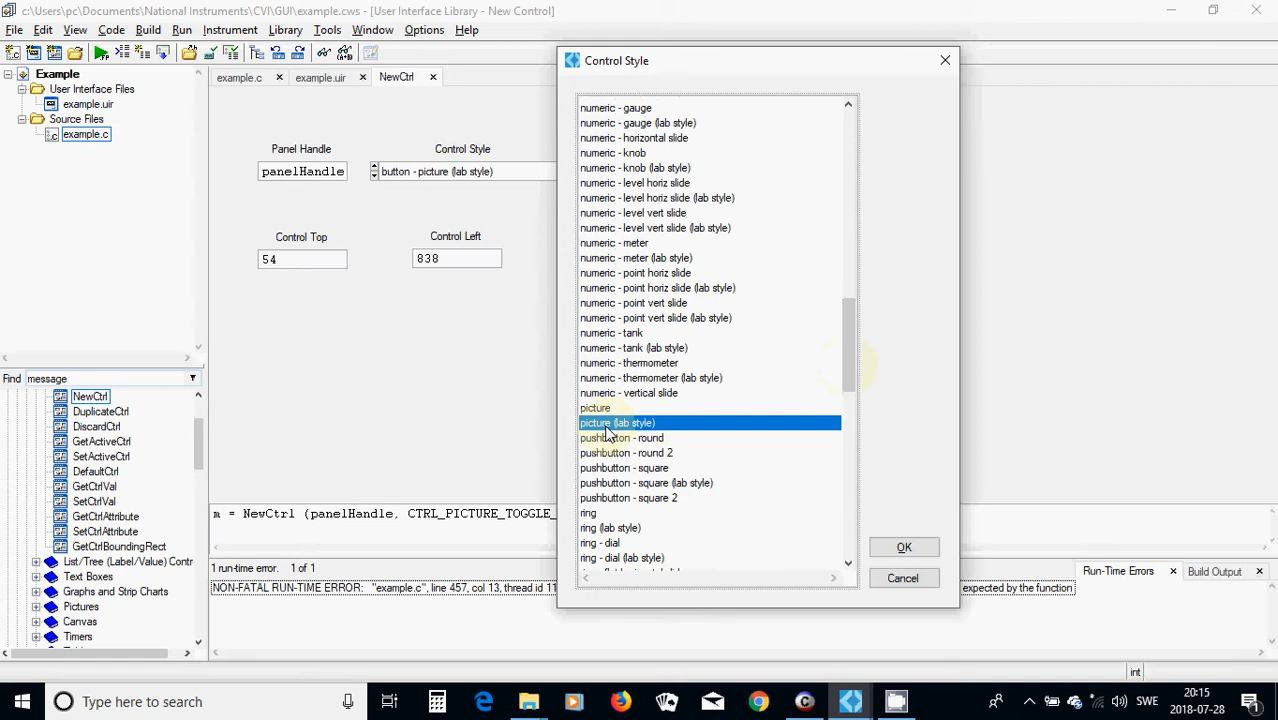 c:\Users\pc\Documents\National Instruments\CVI\GUI\example.cws - [User Interface Library - New Control]
File Edit View Code Build Run Instrument Library Tools Window Options Help
Example
User Interface Files
example.uir
Source Files
example.c
example.c
example.uir
NewCtrl
Panel Handle
panelHandle
Control Style
button - picture (lab style)
Control Top
54
Control Left
838
Control Style
numeric - gauge
numeric - gauge (lab style)
numeric - horizontal slide
numeric - knob
numeric - knob (lab style)
numeric - level horiz slide
numeric - level horiz slide (lab style)
numeric - level vert slide
numeric - level vert slide (lab style)
numeric - meter
numeric - meter (lab style)
numeric - point horiz slide
numeric - point horiz slide (lab style)
numeric - point vert slide
numeric - point vert slide (lab style)
numeric - tank
numeric - tank (lab style)
numeric - thermometer
numeric - thermometer (lab style)
numeric - vertical slide
picture
picture (lab style)
pushbutton - round
pushbutton - round 2
pushbutton - square
pushbutton - square (lab style)
pushbutton - square 2
ring
ring (lab style)
ring - dial
ring - dial (lab style)
OK
Cancel
Find message
NewCtrl
DuplicateCtrl
DiscardCtrl
GetActiveCtrl
SetActiveCtrl
DefaultCtrl
GetCtrlVal
SetCtrlVal
GetCtrlAttribute
SetCtrlAttribute
GetCtrlBoundingRect
List/Tree (Label/Value) Contr
Text Boxes
Graphs and Strip Charts
Pictures
Canvas
Timers
m = NewCtrl (panelHandle, CTRL_PICTURE_TOGGLE_
1 run-time error. 1 of 1
Run-Time Errors
Build Output
NON-FATAL RUN-TIME ERROR: "example.c", line 457, col 13, thread id 11
expected by the function
int
Type here to search
SWE
20:15
2018-07-28